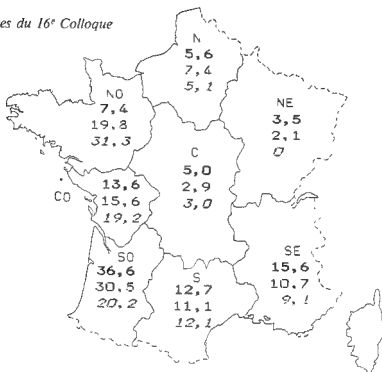 es du 16e Colloque
N
5,6
7,4
5,1
NO
7,4
19,8
31,3
NE
3,5
2,1
0
C
5,0
2,9
3,0
CO
13,6
15,6
19,2
SO
36,6
30,5
20,2
S
12,7
11,1
12,1
SE
15,6
10,7
9,1